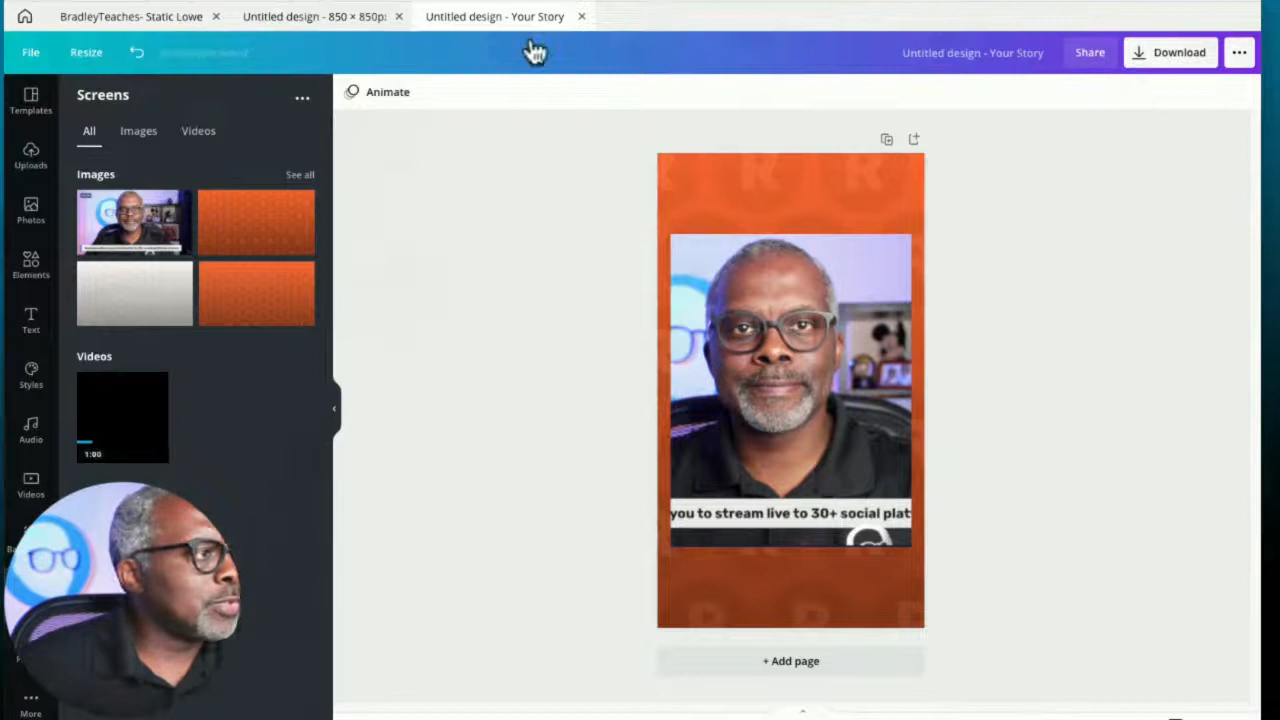 BradleyTeaches- Static Lowe
Untitled design - 850 × 850p:
Untitled design - Your Story
File
Resize
Untitled design - Your Story
Share
Download
Templates
Uploads
Photos
Elements
Text
Styles
Audio
Videos
More
Screens
All
Images
Videos
Images
See all
Videos
1:00
Animate
R
R
you to stream live to 30+ social plat
R
R
+ Add page